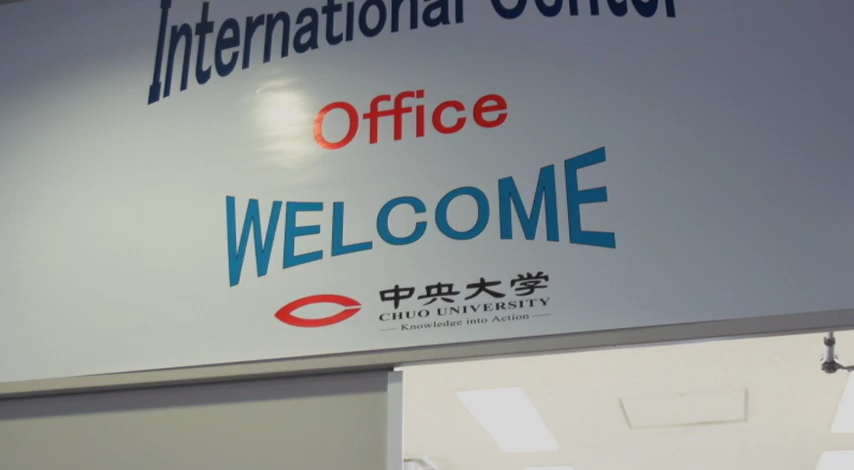 International Center
Office
WELCOME
中央大学
CHUO UNIVERSITY
Knowledge into Action